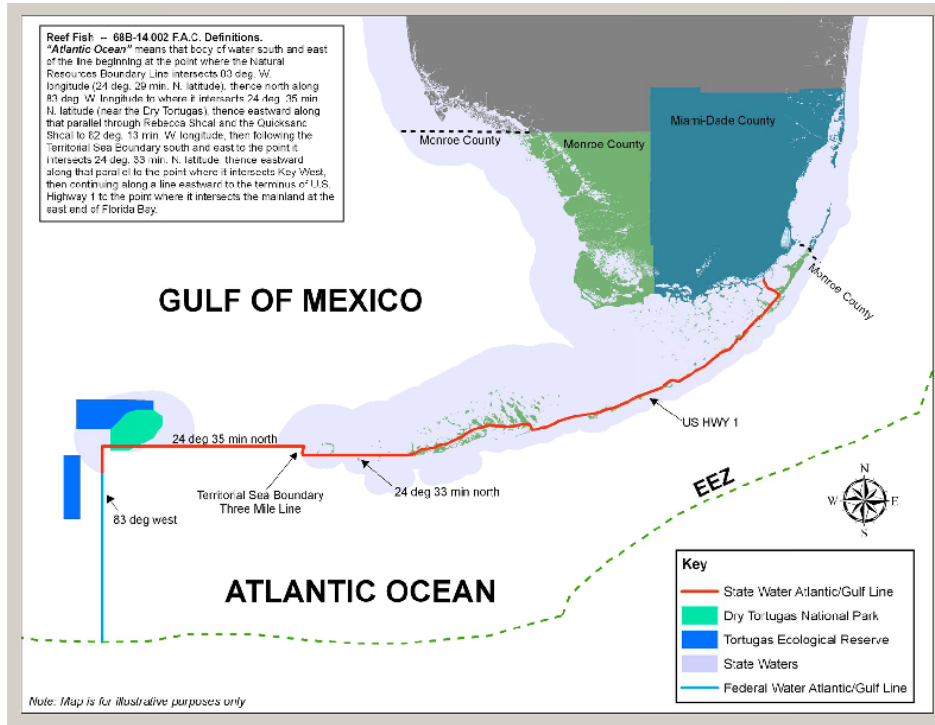 Reef Fish -- 68B-14.002 F.A.C. Definitions.
"Atlantic Ocean" means that body of water south and east
of the line beginning at the point where the Natural
Resources Boundary Line intersects 83 deg. W.
longitude (24 deg. 29 min. N. latitude), thence north along
83 deg. W. Longitude to where it intersects 24 deg. 35 min.
N. latitude (near the Dry Tortugas), thence eastward along
that parallel through Rebecca Shoal and the Quicksand
Shoal to 82 deg. 13 min. W. longitude, then following the
Territorial Sea Boundary south and east to the point it
intersects 24 deg. 33 min. N. latitude, thence eastward
along that parallel to the point where it intersects Key West,
then continuing along a line eastward to the terminus of U.S.
Highway 1 to the point where it intersects the mainland at the
east end of Florida Bay.
Miami-Dade County
Monroe County
Monroe County
Monroe County
GULF OF MEXICO
24 deg 35 min north
US HWY 1
Territorial Sea Boundary
Three Mile Line
24 deg 33 min north
83 deg west
EEZ
N
W
E
S
ATLANTIC OCEAN
Key
State Water Atlantic/Gulf Line
Dry Tortugas National Park
Tortugas Ecological Reserve
State Waters
Federal Water Atlantic/Gulf Line
Note: Map is for illustrative purposes only